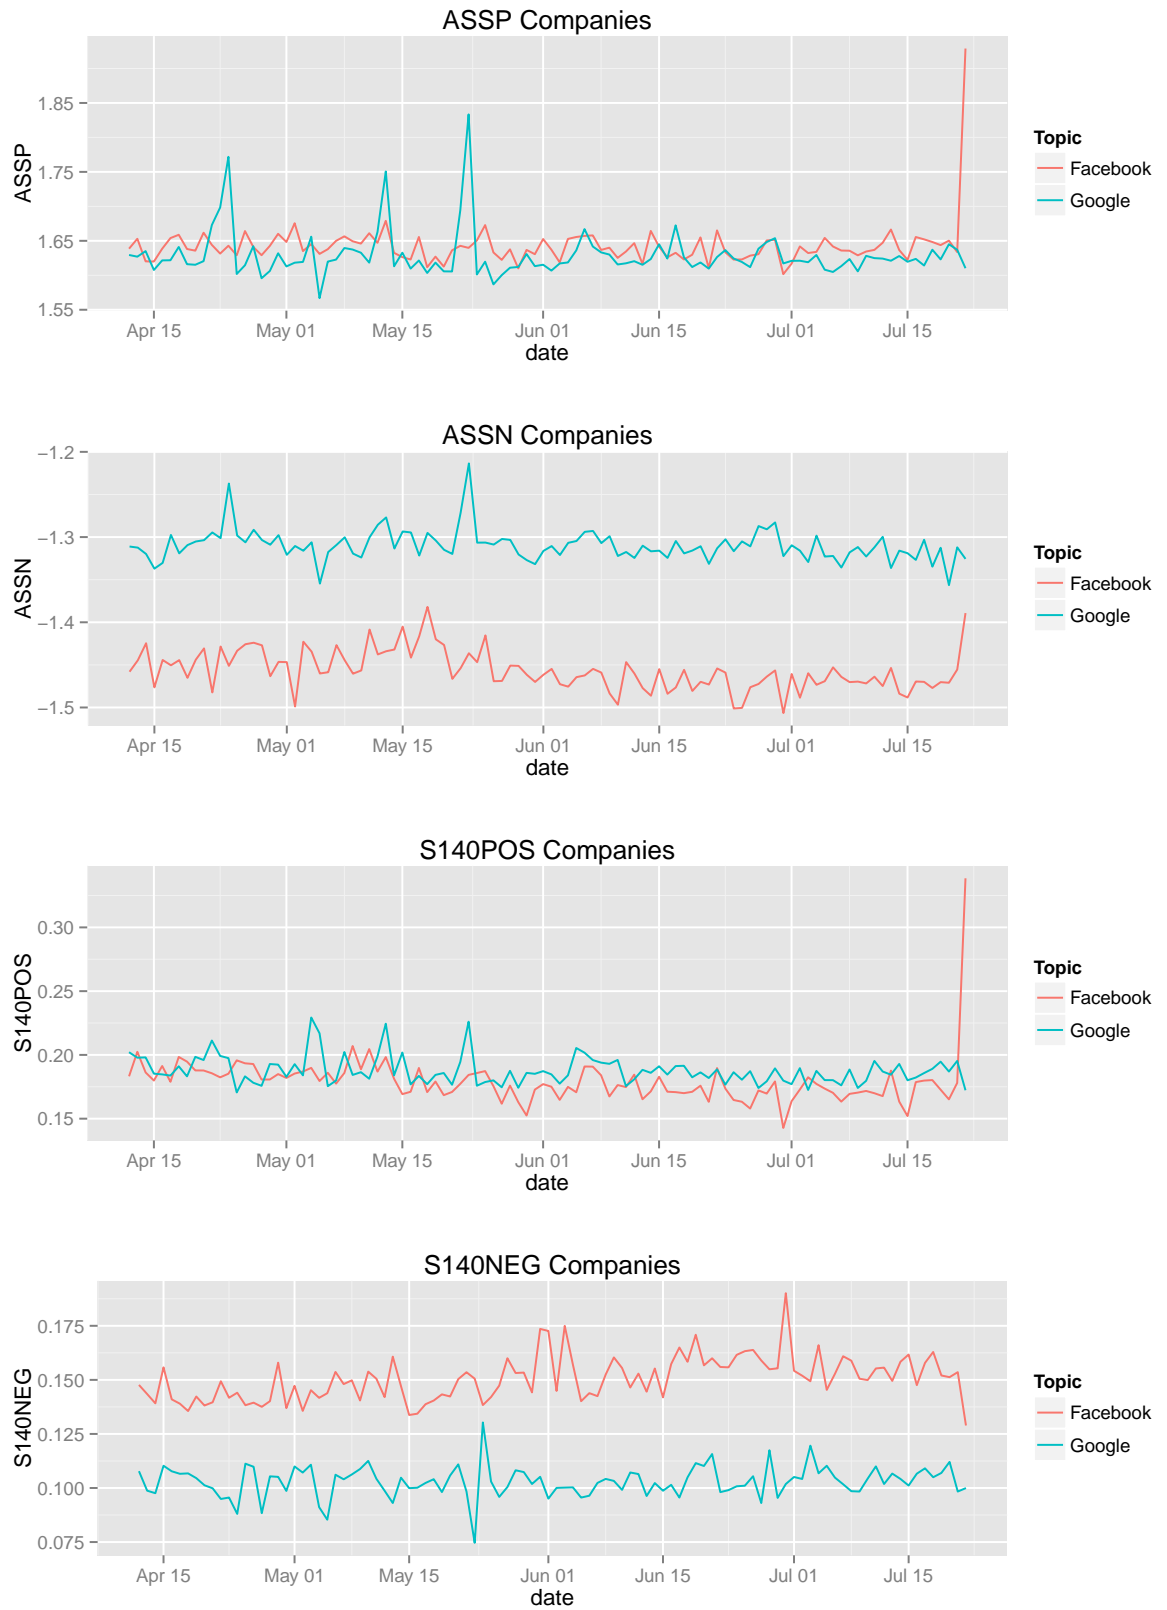 ASSP Companies
1.85
1.75
1.65
1.55
ASSP
Apr 15 May 01 May 15 Jun 01 Jun 15 Jul 01 Jul 15
date
Topic
Facebook
Google
ASSN Companies
−1.2
−1.3
−1.4
−1.5
ASSN
Apr 15 May 01 May 15 Jun 01 Jun 15 Jul 01 Jul 15
date
Topic
Facebook
Google
S140POS Companies
0.30
0.25
0.20
0.15
S140POS
Apr 15 May 01 May 15 Jun 01 Jun 15 Jul 01 Jul 15
date
Topic
Facebook
Google
S140NEG Companies
0.175
0.150
0.125
0.100
0.075
S140NEG
Apr 15 May 01 May 15 Jun 01 Jun 15 Jul 01 Jul 15
date
Topic
Facebook
Google